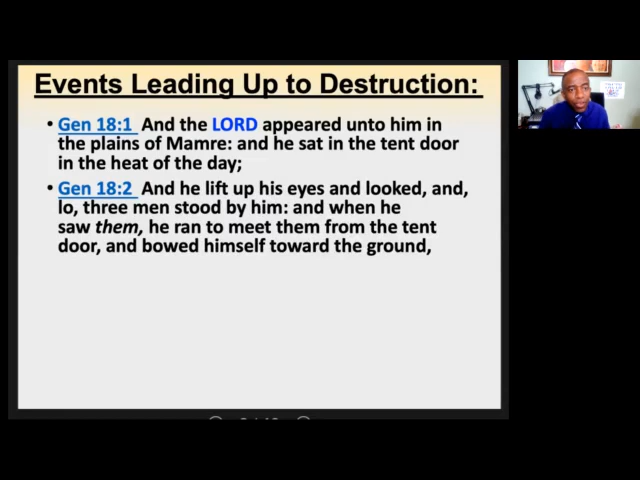 Events Leading Up to Destruction:
• Gen 18:1 And the LORD appeared unto him in
the plains of Mamre: and he sat in the tent door
in the heat of the day;
• Gen 18:2 And he lift up his eyes and looked, and,
lo, three men stood by him: and when he
saw them, he ran to meet them from the tent
door, and bowed himself toward the ground,